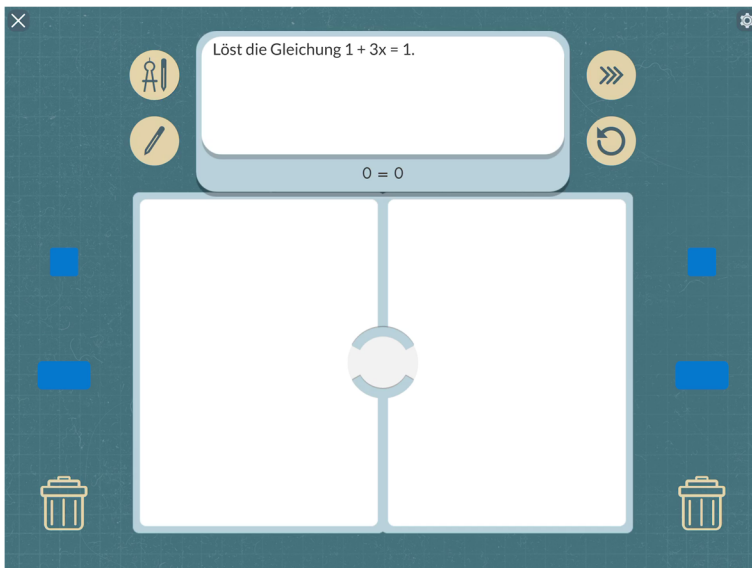 Löst die Gleichung 1 + 3x = 1.
0 = 0